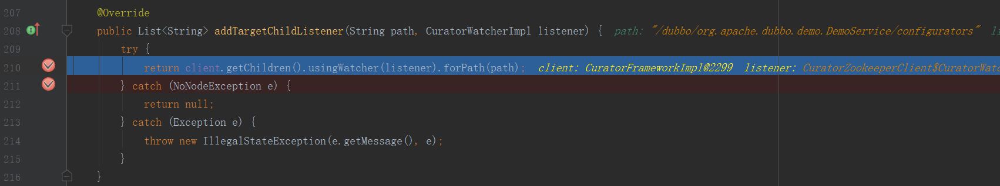 207 @Override
208 public List<String> addTargetChildListener(String path, CuratorWatcherImpl listener) { path: "/dubbo/org.apache.dubbo.demo.DemoService/configurators" li
209 try {
210 return client.getChildren().usingWatcher(listener).forPath(path); client: CuratorFrameworkImpl@2299 listener: CuratorZookeeperClient$CuratorWatc
211 } catch (NoNodeException e) {
212 return null;
213 } catch (Exception e) {
214 throw new IllegalStateException(e.getMessage(), e);
215 }
216 }